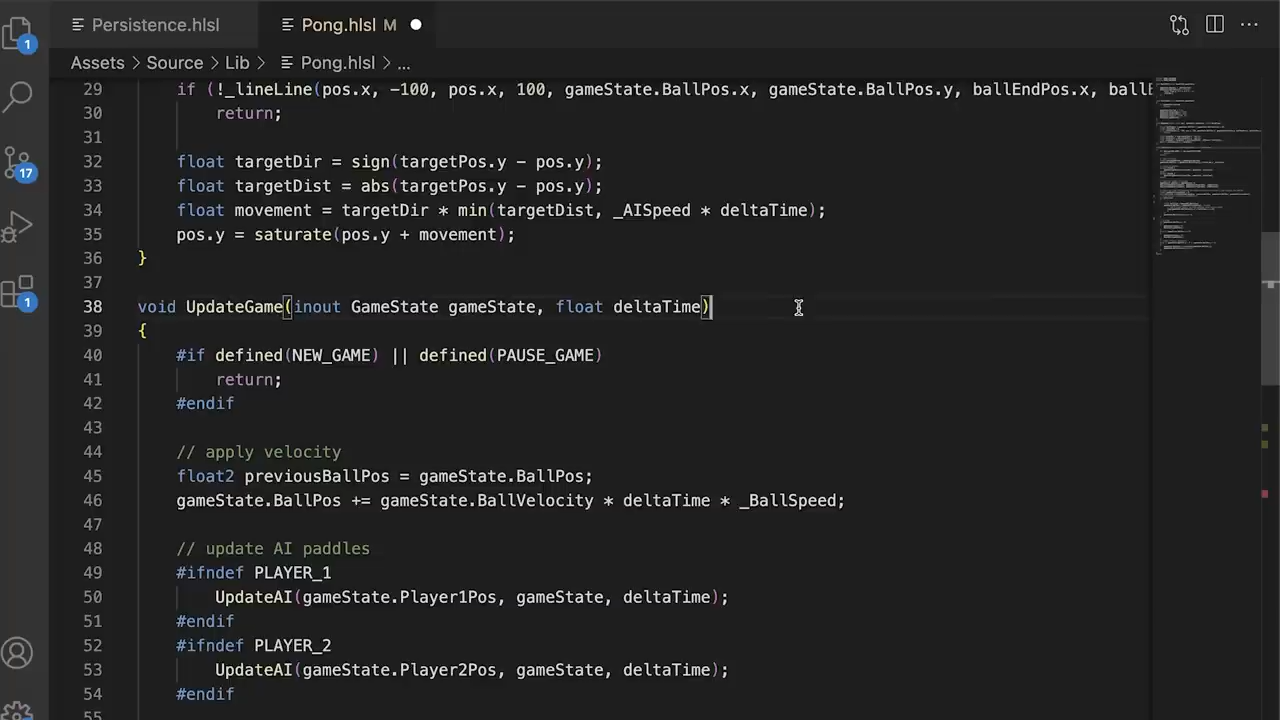 Persistence.hlsl
Pong.hlsl M
Assets > Source > Lib > Pong.hlsl > ...
1
17
1
29 if (!_lineLine(pos.x, -100, pos.x, 100, gameState.BallPos.x, gameState.BallPos.y, ballEndPos.x,
30 return;
31
32 float targetDir = sign(targetPos.y - pos.y);
33 float targetDist = abs(targetPos.y - pos.y);
34 float movement = targetDir * min(targetDist, _AISpeed * deltaTime);
35 pos.y = saturate(pos.y + movement);
36 }
37
38 void UpdateGame(inout GameState gameState, float deltaTime)
39 {
40 #if defined(NEW_GAME) || defined(PAUSE_GAME)
41 return;
42 #endif
43
44 // apply velocity
45 float2 previousBallPos = gameState.BallPos;
46 gameState.BallPos += gameState.BallVelocity * deltaTime * _BallSpeed;
47
48 // update AI paddles
49 #ifndef PLAYER_1
50 UpdateAI(gameState.Player1Pos, gameState, deltaTime);
51 #endif
52 #ifndef PLAYER_2
53 UpdateAI(gameState.Player2Pos, gameState, deltaTime);
54 #endif
55